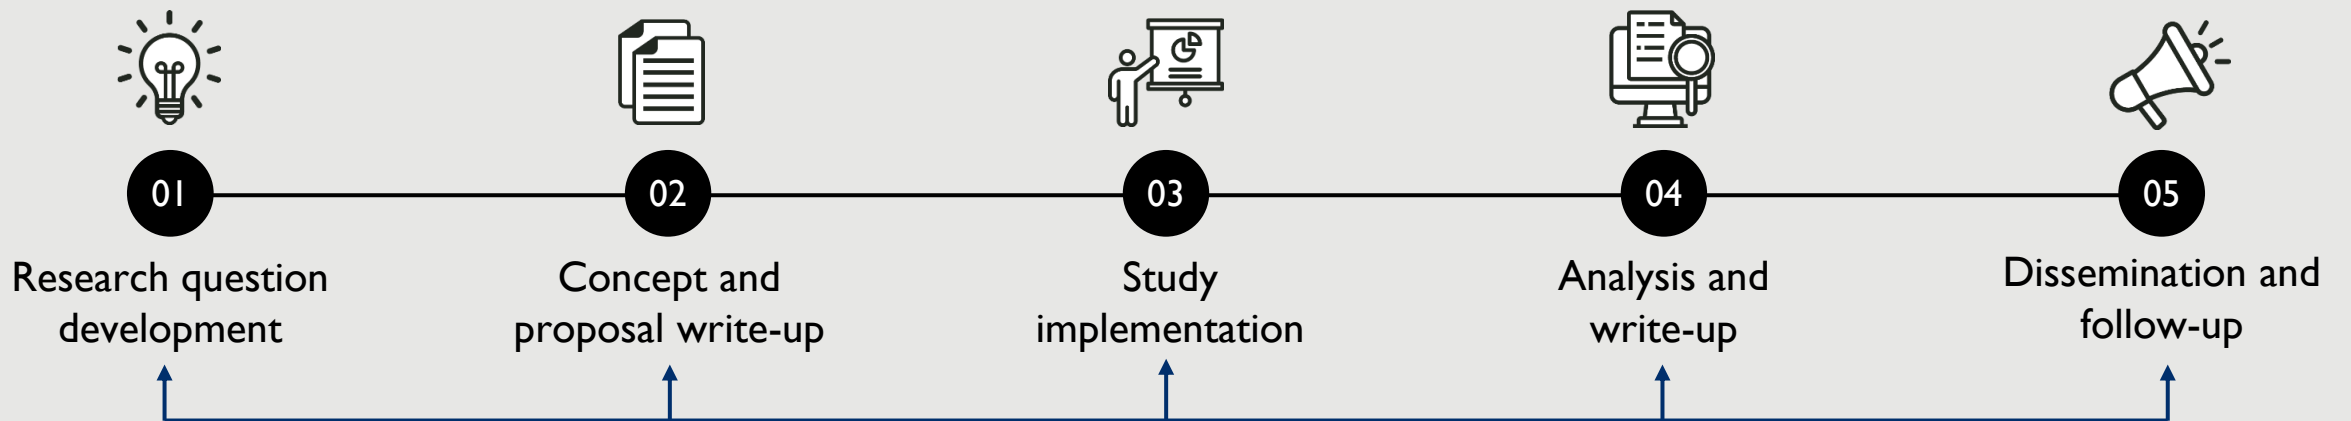 01
Research question
development
02
Concept and
proposal write-up
03
Study
implementation
04
Analysis and
write-up
05
Dissemination and
follow-up